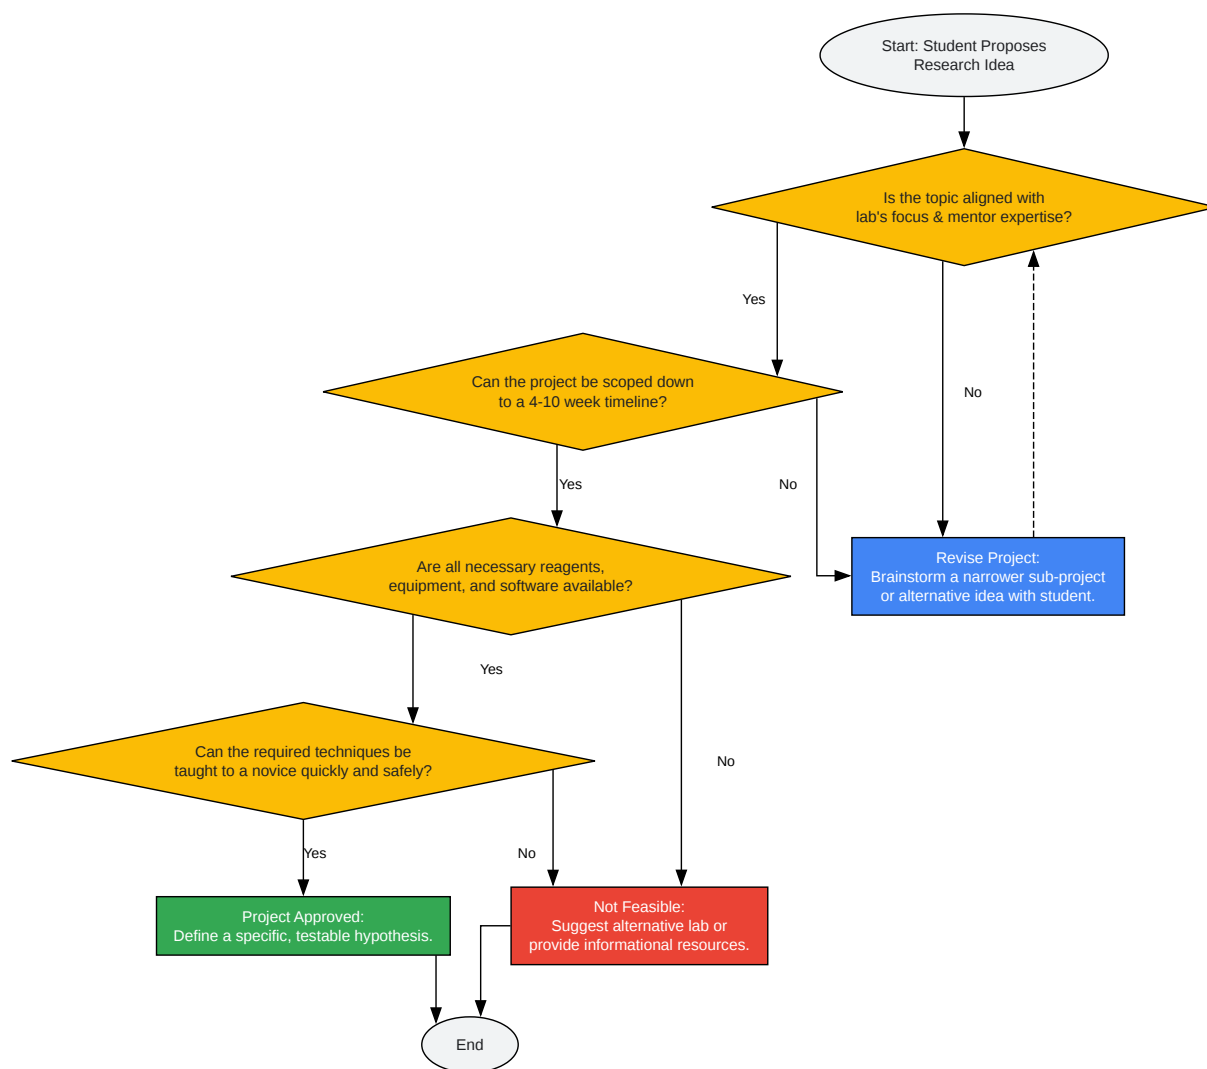 Start: Student Proposes
Research Idea
Is the topic aligned with
lab's focus & mentor expertise?
Yes
Can the project be scoped down
to a 4-10 week timeline?
No
Yes
No
Revise Project:
Brainstorm a narrower sub-project
or alternative idea with student.
Are all necessary reagents,
equipment, and software available?
Yes
Can the required techniques be
taught to a novice quickly and safely?
No
Yes
No
Project Approved:
Define a specific, testable hypothesis.
Not Feasible:
Suggest alternative lab or
provide informational resources.
End